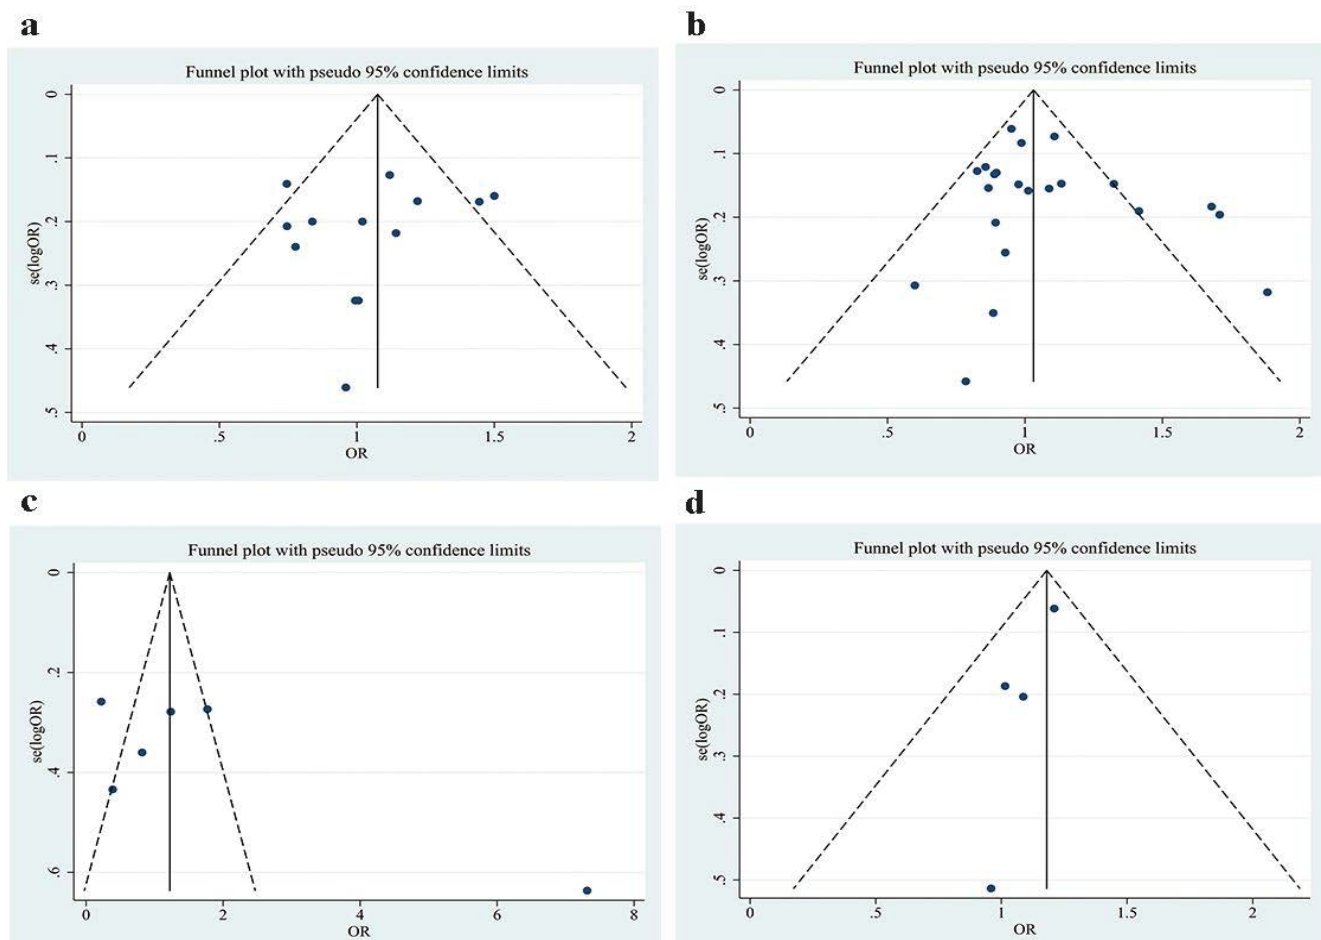 a
Funnel plot with pseudo 95% confidence limits
se(logOR)
0
.1
.2
.3
.4
.5
0
.5
1
1.5
2
OR
b
Funnel plot with pseudo 95% confidence limits
se(logOR)
0
.1
.2
.3
.4
.5
0
.5
1
1.5
2
OR
c
Funnel plot with pseudo 95% confidence limits
se(logOR)
0
.2
.4
.6
0
2
4
6
8
OR
d
Funnel plot with pseudo 95% confidence limits
se(logOR)
0
.1
.2
.3
.4
.5
0
.5
1
1.5
2
OR